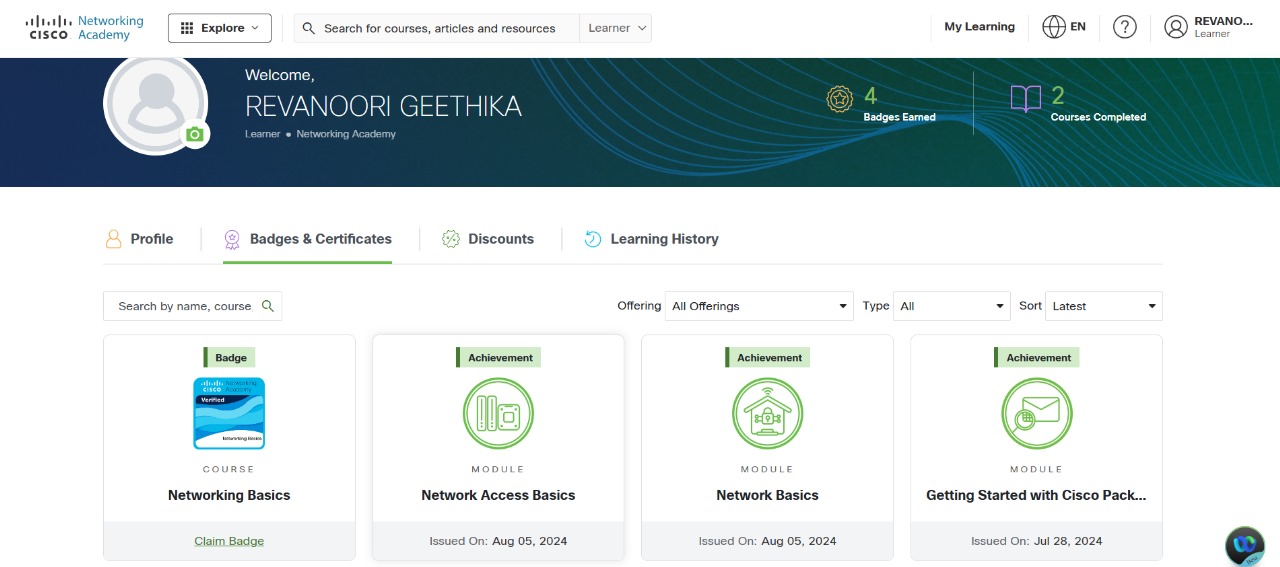 CISCO Networking Academy
Explore
Search for courses, articles and resources
Learner
My Learning
EN
?
REVANO...
Learner
Welcome,
REVANOORI GEETHIKA
Learner • Networking Academy
4
Badges Earned
2
Courses Completed
Profile
Badges & Certificates
Discounts
Learning History
Search by name, course
Offering All Offerings
Type All
Sort Latest
Badge
CISCO Networking Academy
Verified
Networking Basics
COURSE
Networking Basics
Claim Badge
Achievement
MODULE
Network Access Basics
Issued On: Aug 05, 2024
Achievement
MODULE
Network Basics
Issued On: Aug 05, 2024
Achievement
MODULE
Getting Started with Cisco Pack...
Issued On: Jul 28, 2024
New